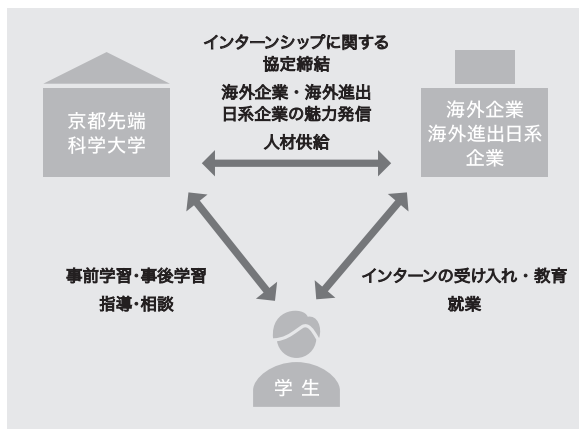 インターンシップに関する
協定締結
海外企業・海外進出
日系企業の魅力発信
人材供給
京都先端
科学大学
海外企業
海外進出日系
企業
事前学習・事後学習
指導・相談
インターンの受け入れ・教育
就業
学生